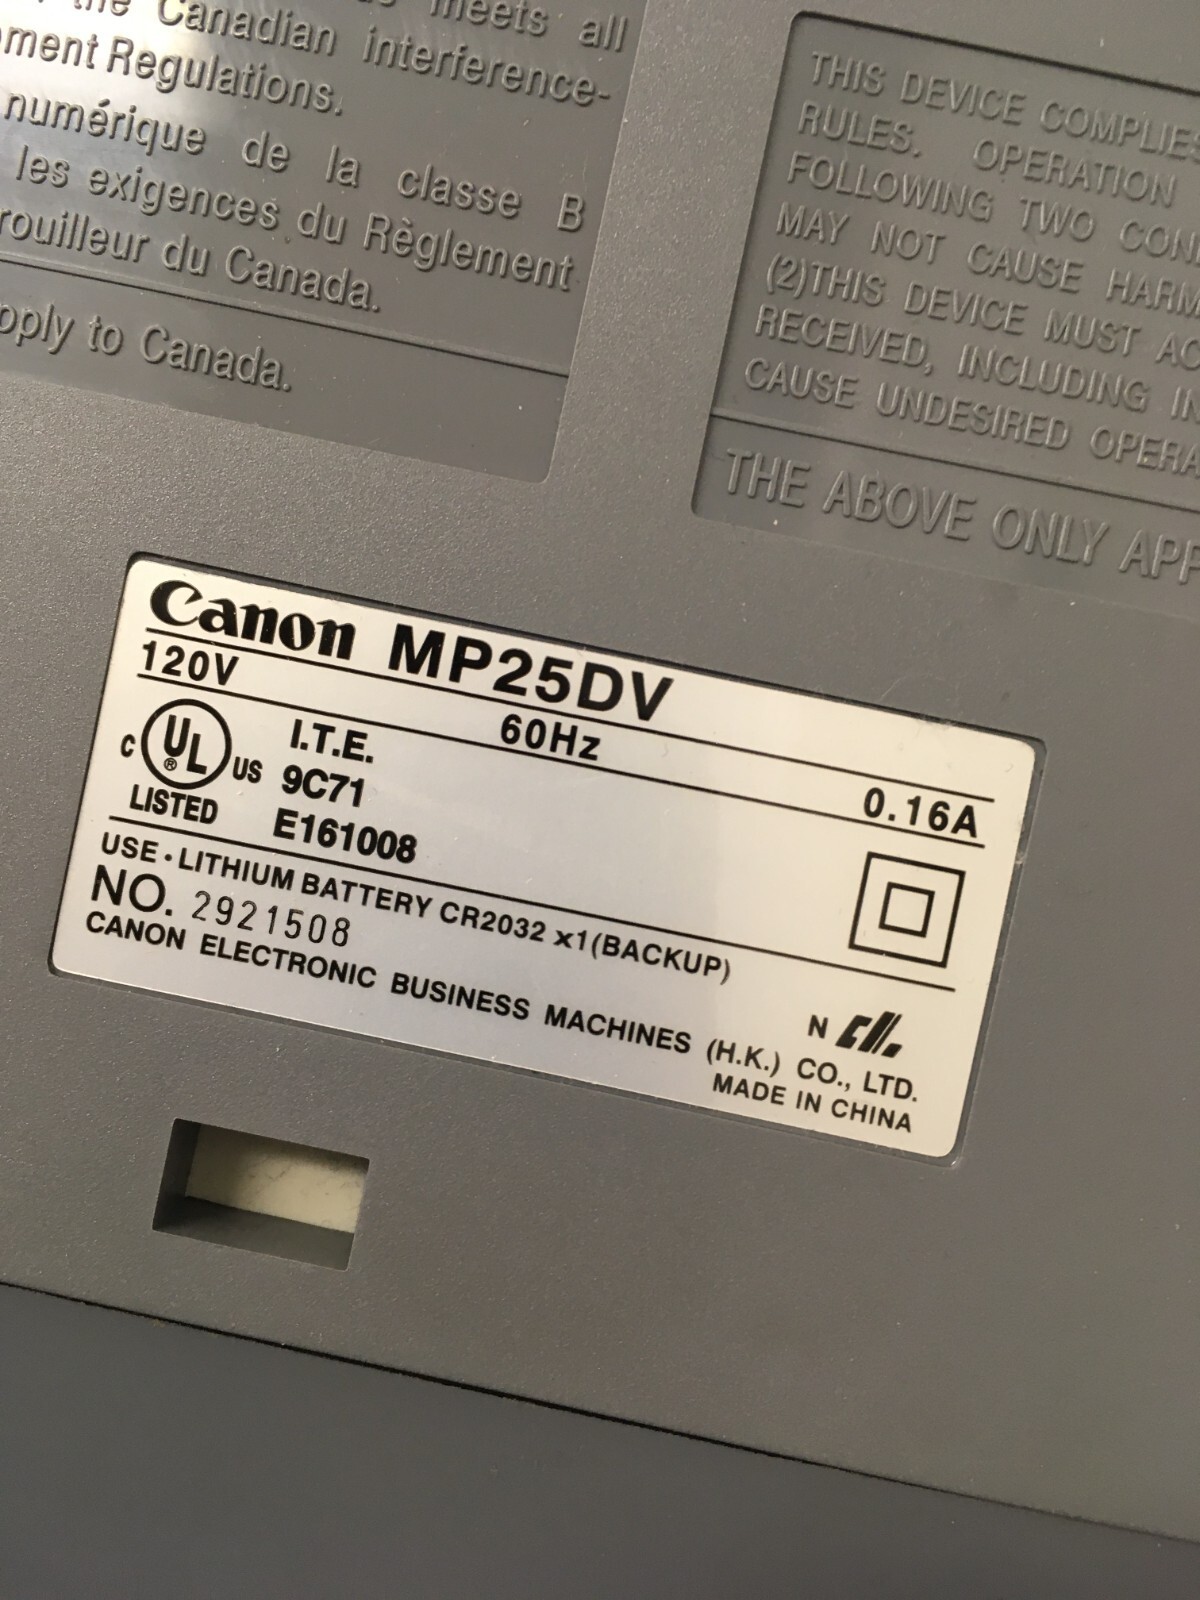 the Canadian interference-
Regulations.
numérique de la classe B
les exigences du Règlement
du Canada.
to Canada.
THIS DEVICE COMPLIES
RULES. OPERATION
FOLLOWING TWO
MAY NOT CAUSE
(2)THIS DEVICE MUST
RECEIVED, INCLUDING
CAUSE UNDESIRED
THE ABOVE ONLY
Canon MP25DV
120V 60Hz 0.16A
C UL ® US I.T.E.
9C71
LISTED E161008
USE・LITHIUM BATTERY CR2032 x1(BACKUP)
NO. 2921508
N
CANON ELECTRONIC BUSINESS MACHINES (H.K.) CO., LTD.
MADE IN CHINA